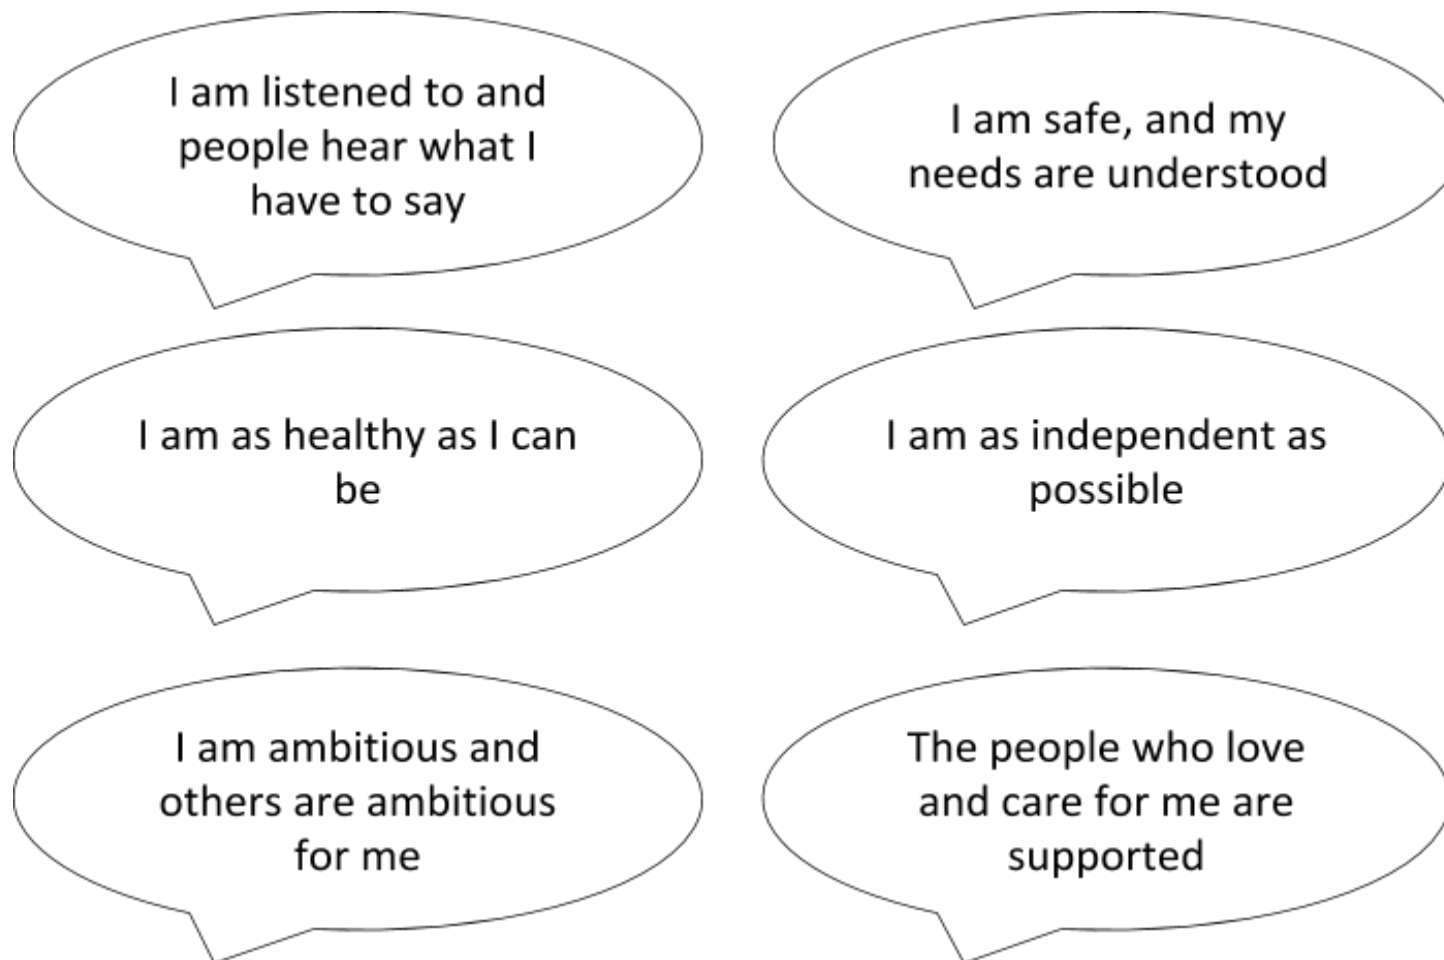 I am listened to and
people hear what I
have to say
I am safe, and my
needs are understood
I am as healthy as I can
be
I am as independent as
possible
I am ambitious and
others are ambitious
for me
The people who love
and care for me are
supported